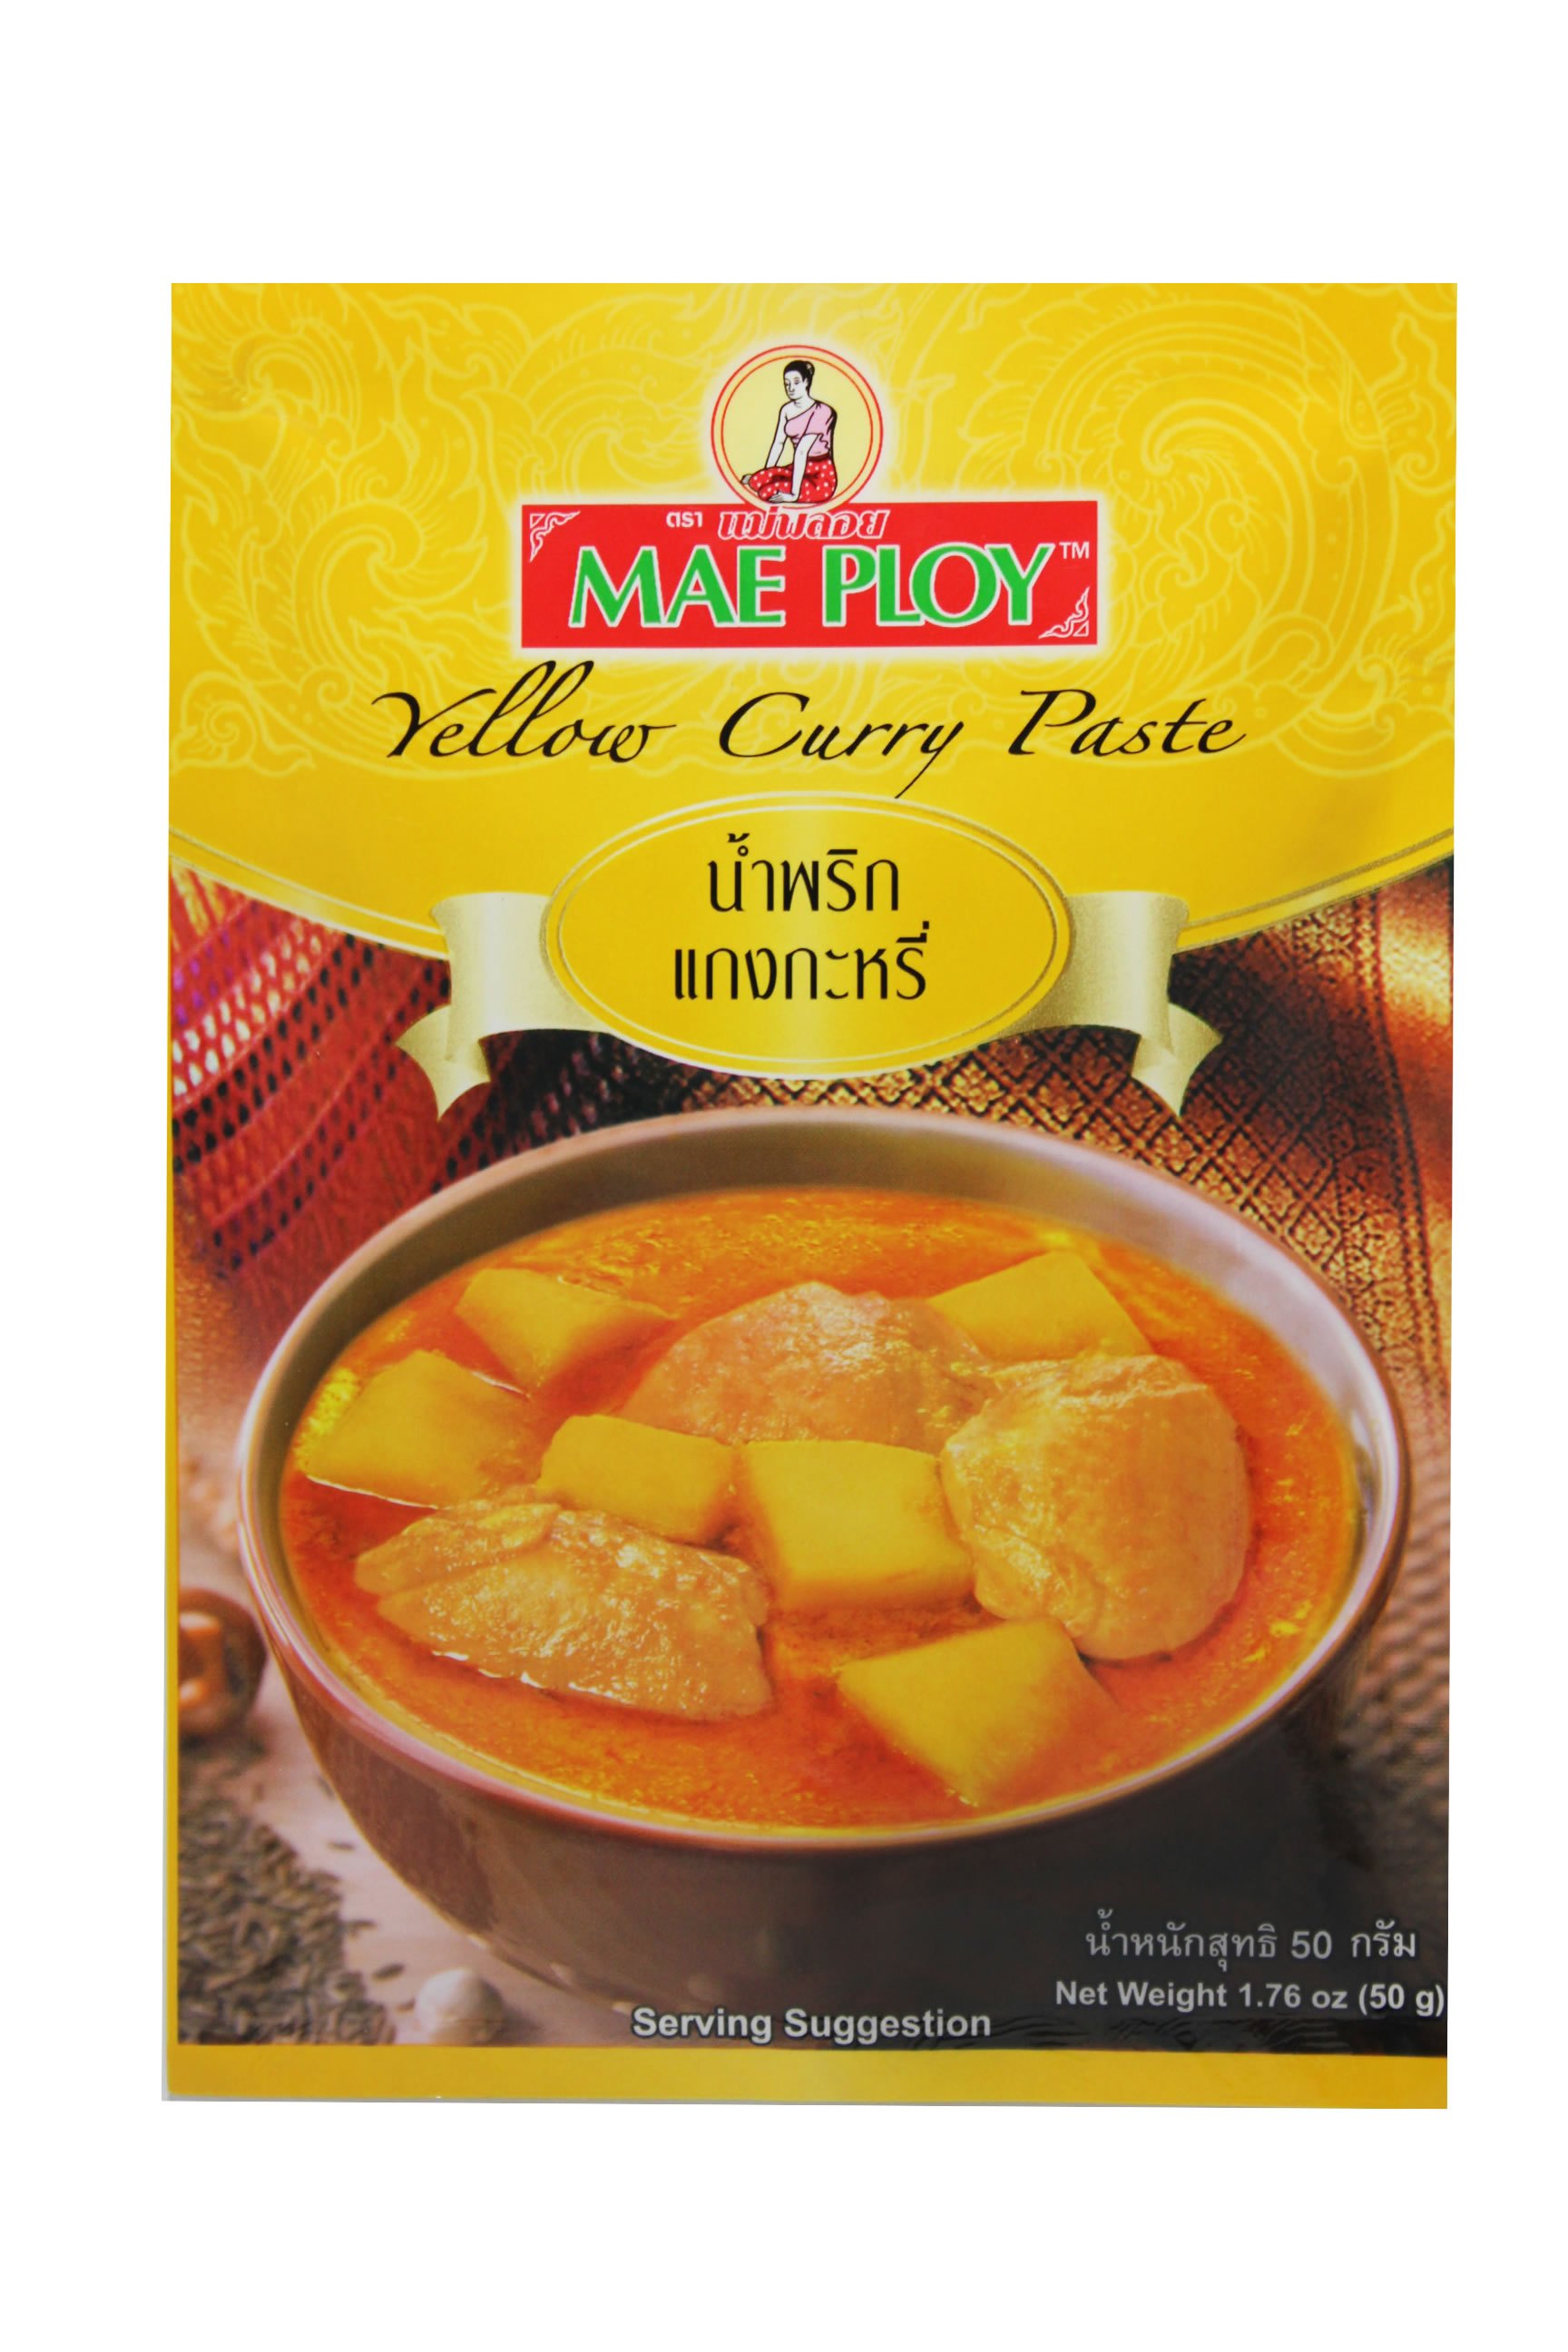 ตรา แม่พลอย
MAE PLOY™
Yellow Curry Paste
น้ำพริก
แกงกะหรี่
น้ำหนักสุทธิ 50 กรัม
Net Weight 1.76 oz (50 g)
Serving Suggestion